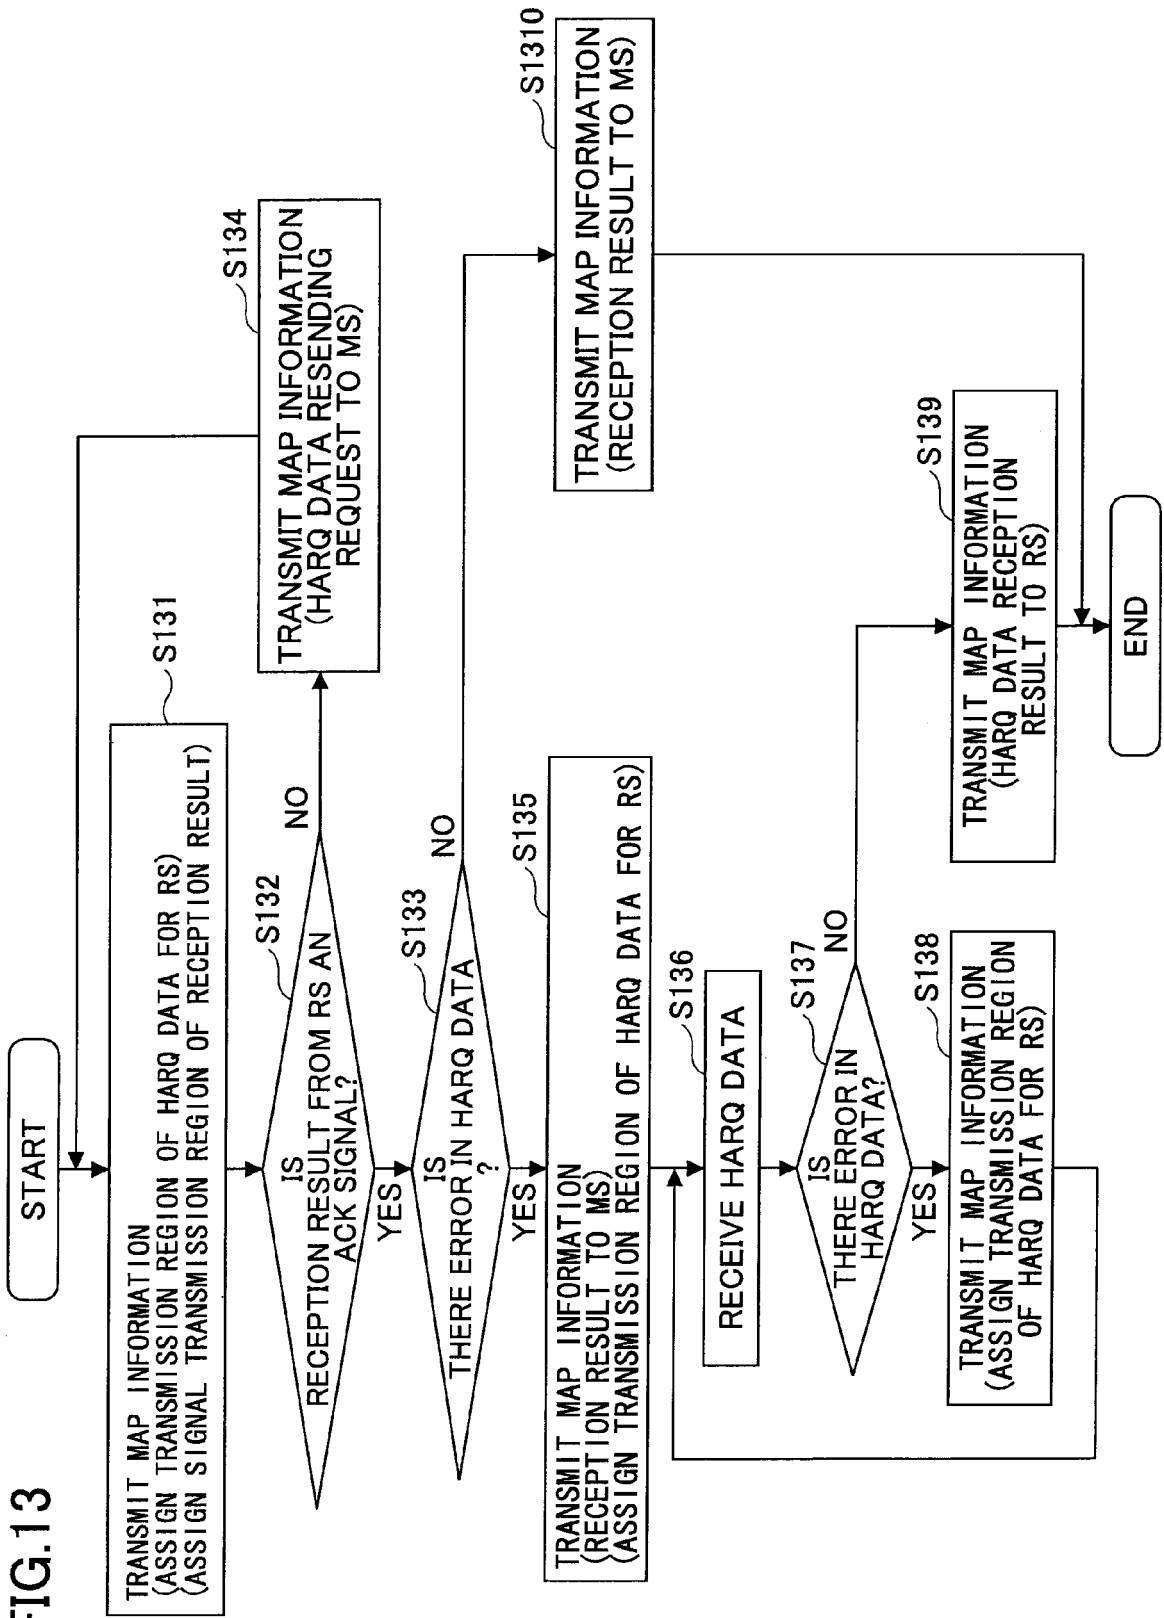 FIG.13
START
S131
TRANSMIT MAP INFORMATION
(ASSIGN TRANSMISSION REGION OF HARQ DATA FOR RS)
(ASSIGN SIGNAL TRANSMISSION REGION OF RECEPTION RESULT)
S132
IS
RECEPTION RESULT FROM RS AN
ACK SIGNAL?
NO
YES
S134
TRANSMIT MAP INFORMATION
(HARQ DATA RESENDING
REQUEST TO MS)
S133
IS
THERE ERROR IN HARQ DATA
?
NO
YES
S135
TRANSMIT MAP INFORMATION
(RECEPTION RESULT TO MS)
(ASSIGN TRANSMISSION REGION OF HARQ DATA FOR RS)
S1310
TRANSMIT MAP INFORMATION
(RECEPTION RESULT TO MS)
S136
RECEIVE HARQ DATA
S137
IS
THERE ERROR IN
HARQ DATA?
NO
YES
S138
TRANSMIT MAP INFORMATION
(ASSIGN TRANSMISSION REGION
OF HARQ DATA FOR RS)
S139
TRANSMIT MAP INFORMATION
(HARQ DATA RECEPTION
RESULT TO RS)
END